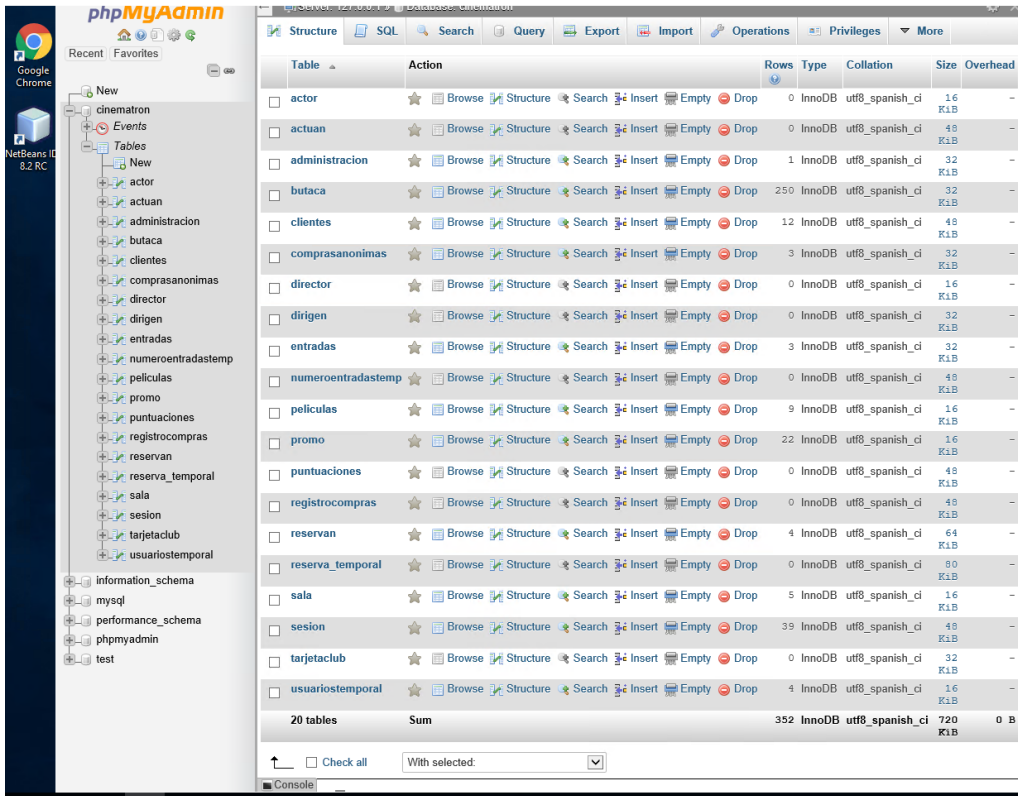 phpMyAdmin
Recent Favorites
Google
Chrome
NetBeans ID
8.2 RC
New
cinematron
Events
Tables
New
actor
actuan
administracion
butaca
clientes
comprasanonimas
director
dirigen
entradas
numeroentradastemp
peliculas
promo
puntuaciones
registrocompras
reservan
reserva_temporal
sala
sesion
tarjetaclub
usuariostemporal
information_schema
mysql
performance_schema
phpmyadmin
test
Server: 127.0.0.1 » Database: cinematron
Structure SQL Search Query Export Import Operations Privileges More
Table Action Rows Type Collation Size Overhead
actor Browse Structure Search Insert Empty Drop 0 InnoDB utf8_spanish_ci 16 KiB -
actuan Browse Structure Search Insert Empty Drop 0 InnoDB utf8_spanish_ci 48 KiB -
administracion Browse Structure Search Insert Empty Drop 1 InnoDB utf8_spanish_ci 32 KiB -
butaca Browse Structure Search Insert Empty Drop 250 InnoDB utf8_spanish_ci 32 KiB -
clientes Browse Structure Search Insert Empty Drop 12 InnoDB utf8_spanish_ci 48 KiB -
comprasanonimas Browse Structure Search Insert Empty Drop 3 InnoDB utf8_spanish_ci 32 KiB -
director Browse Structure Search Insert Empty Drop 0 InnoDB utf8_spanish_ci 16 KiB -
dirigen Browse Structure Search Insert Empty Drop 0 InnoDB utf8_spanish_ci 32 KiB -
entradas Browse Structure Search Insert Empty Drop 3 InnoDB utf8_spanish_ci 32 KiB -
numeroentradastemp Browse Structure Search Insert Empty Drop 0 InnoDB utf8_spanish_ci 48 KiB -
peliculas Browse Structure Search Insert Empty Drop 9 InnoDB utf8_spanish_ci 16 KiB -
promo Browse Structure Search Insert Empty Drop 22 InnoDB utf8_spanish_ci 16 KiB -
puntuaciones Browse Structure Search Insert Empty Drop 0 InnoDB utf8_spanish_ci 48 KiB -
registrocompras Browse Structure Search Insert Empty Drop 0 InnoDB utf8_spanish_ci 48 KiB -
reservan Browse Structure Search Insert Empty Drop 4 InnoDB utf8_spanish_ci 64 KiB -
reserva_temporal Browse Structure Search Insert Empty Drop 0 InnoDB utf8_spanish_ci 80 KiB -
sala Browse Structure Search Insert Empty Drop 5 InnoDB utf8_spanish_ci 16 KiB -
sesion Browse Structure Search Insert Empty Drop 39 InnoDB utf8_spanish_ci 48 KiB -
tarjetaclub Browse Structure Search Insert Empty Drop 0 InnoDB utf8_spanish_ci 32 KiB -
usuariostemporal Browse Structure Search Insert Empty Drop 4 InnoDB utf8_spanish_ci 16 KiB -
20 tables Sum 352 InnoDB utf8_spanish_ci 720 KiB 0 B
Check all With selected:
Console